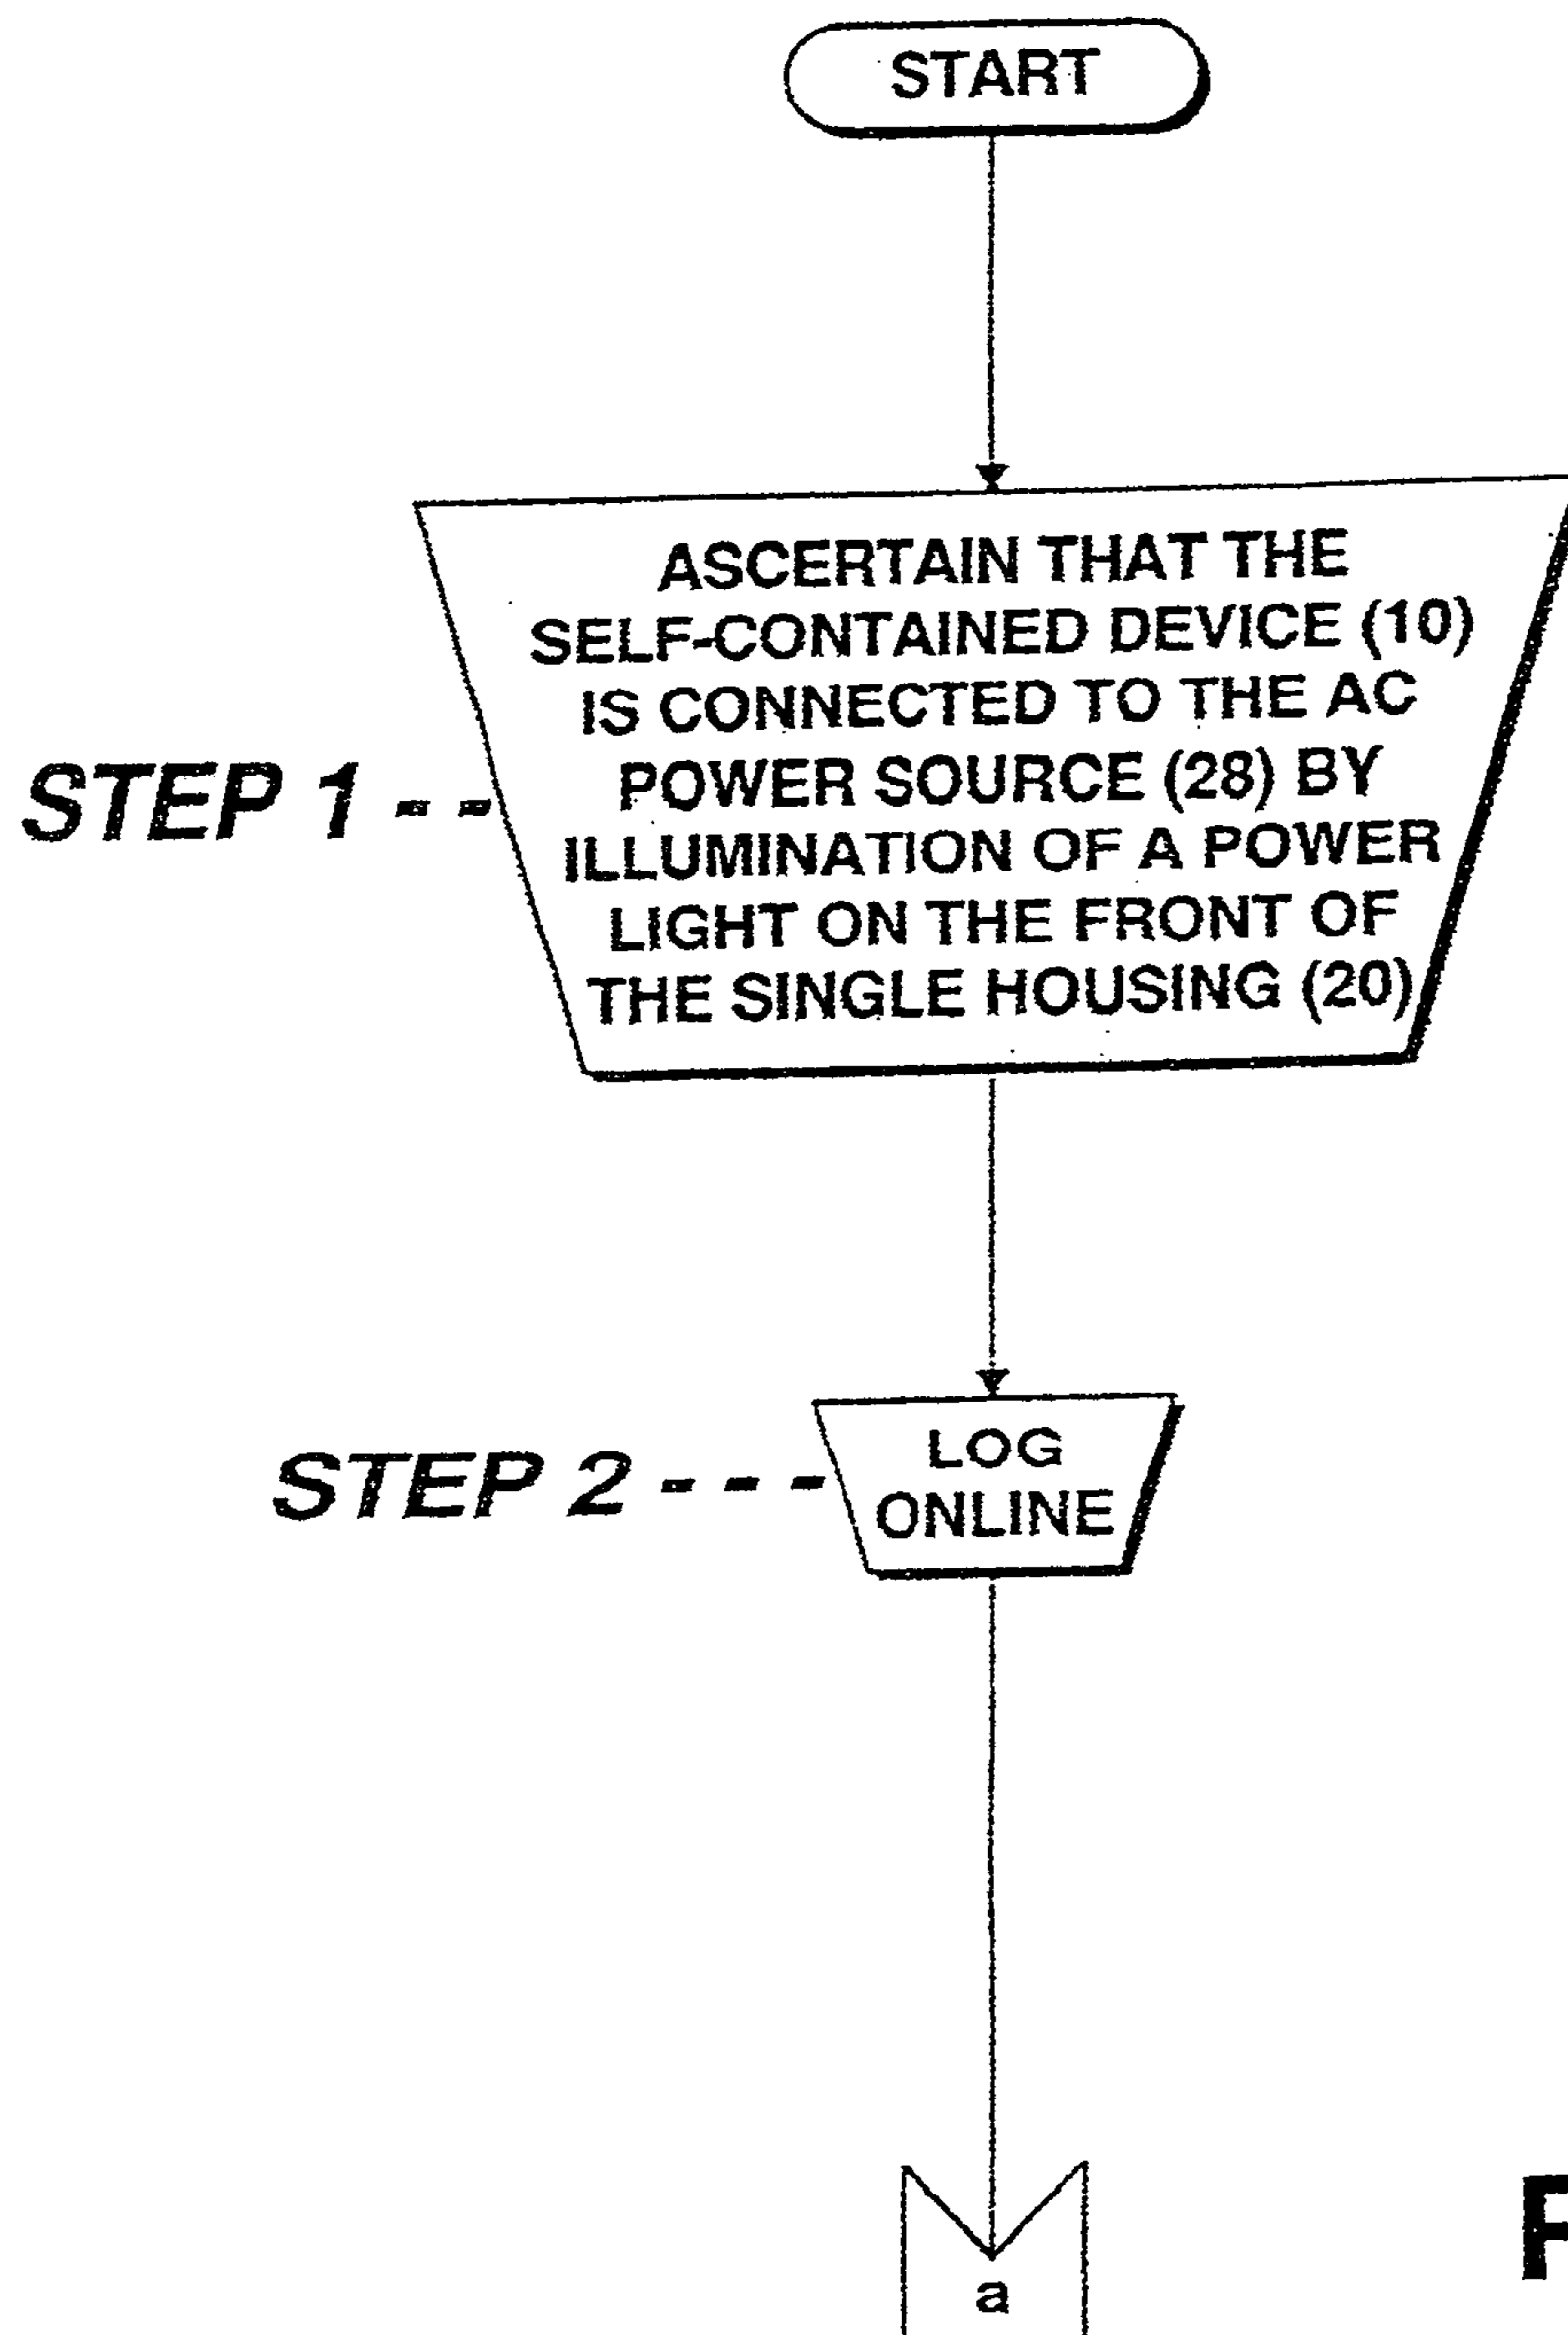 START
ASCERTAIN THAT THE
SELF-CONTAINED DEVICE (10)
IS CONNECTED TO THE AC
POWER SOURCE (28) BY
ILLUMINATION OF A POWER
LIGHT ON THE FRONT OF
THE SINGLE HOUSING (20)
STEP 1 --
LOG
ONLINE
STEP 2 ---
a